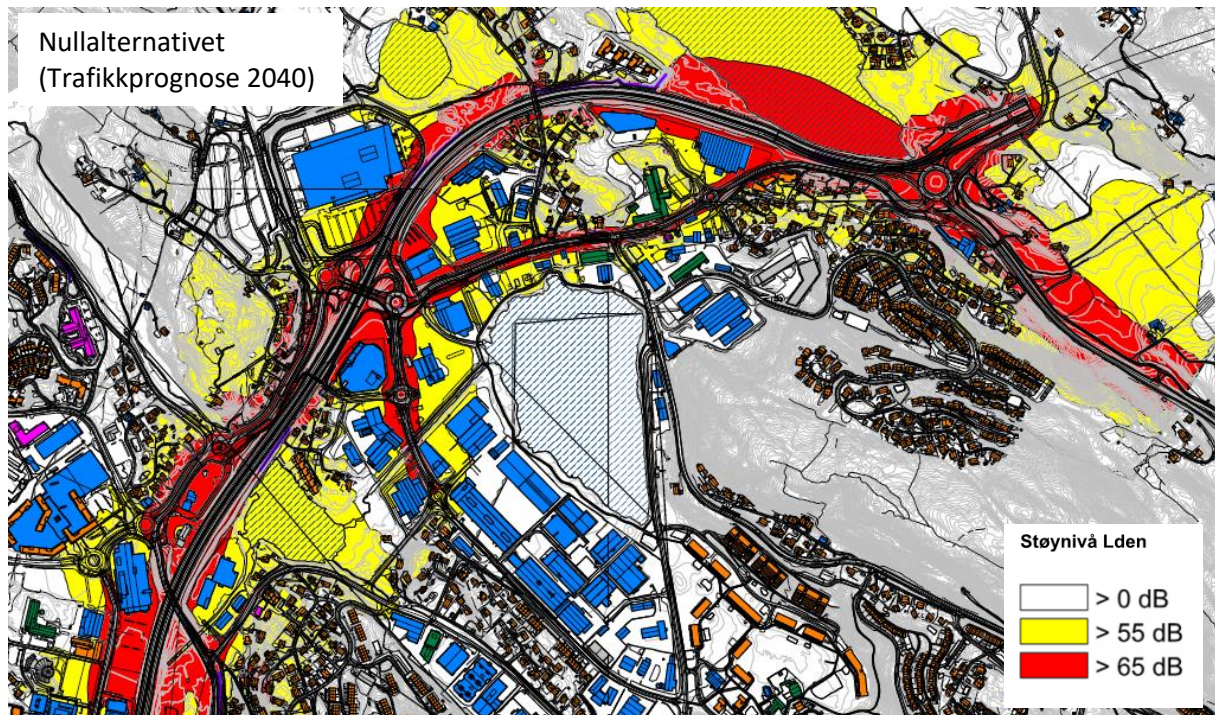 Nullalternativet
(Trafikkprognose 2040)
Støynivå Lden
> 0 dB
> 55 dB
> 65 dB